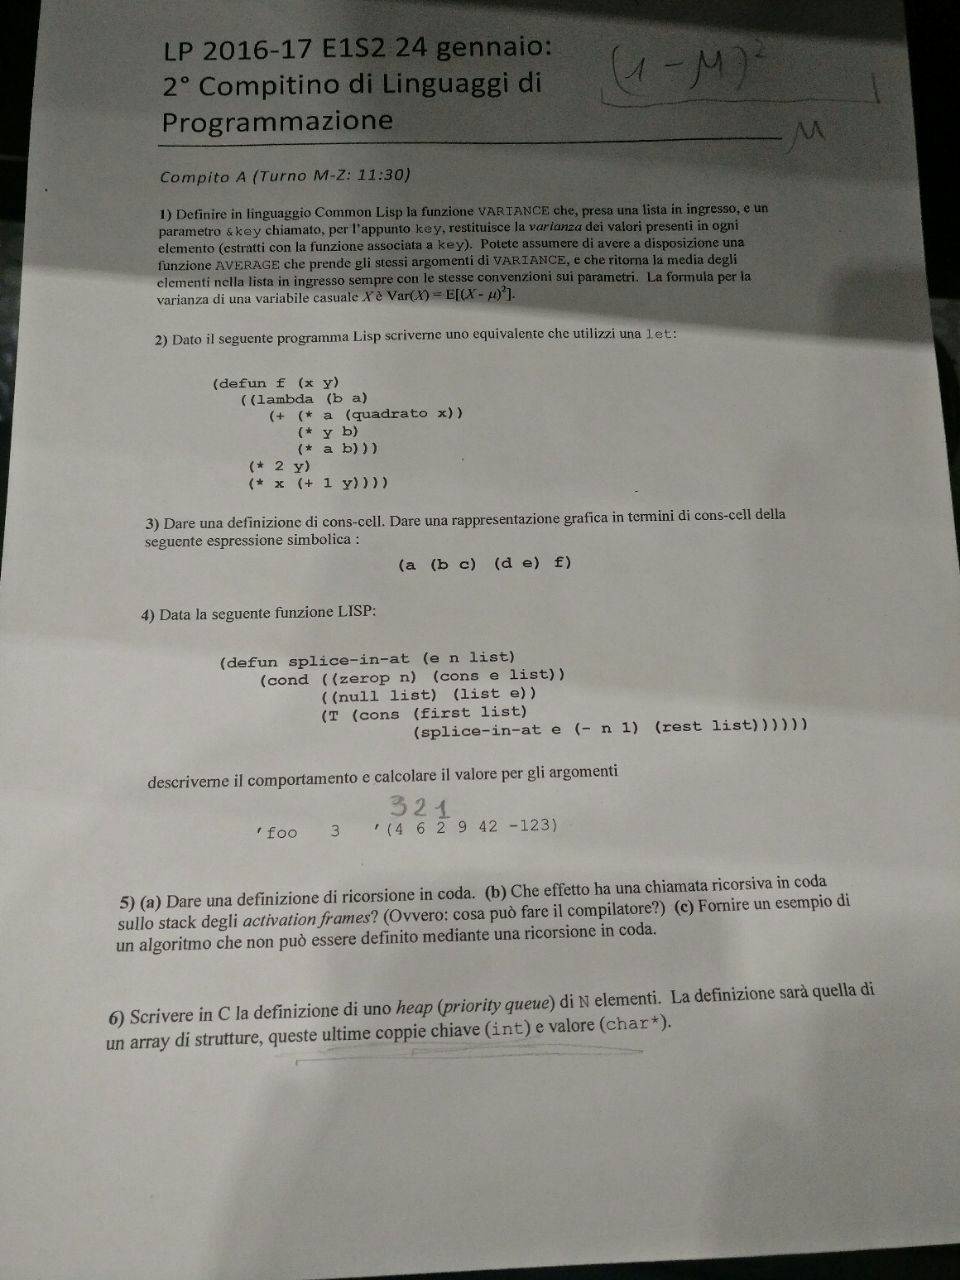 LP 2016-17 E1S2 24 gennaio:
2° Compitino di Linguaggi di
Programmazione
(1-M)²
M
Compito A (Turno M-Z: 11:30)
1) Definire in linguaggio Common Lisp la funzione VARIANCE che, presa una lista in ingresso, e un
parametro &key chiamato, per l'appunto key, restituisce la varianza dei valori presenti in ogni
elemento (estratti con la funzione associata a key). Potete assumere di avere a disposizione una
funzione AVERAGE che prende gli stessi argomenti di VARIANCE, e che ritorna la media degli
elementi nella lista in ingresso sempre con le stesse convenzioni sui parametri. La formula per la
varianza di una variabile casuale X è Var(X) = E[(X - μ)²].
2) Dato il seguente programma Lisp scriverne uno equivalente che utilizzi una let:
(defun f (x y)
((lambda (b a)
(+ (* a (quadrato x))
(* y b)
(* a b)))
(* 2 y)
(* x (+ 1 y))))
3) Dare una definizione di cons-cell. Dare una rappresentazione grafica in termini di cons-cell della
seguente espressione simbolica :
(a (b c) (d e) f)
4) Data la seguente funzione LISP:
(defun splice-in-at (e n list)
(cond ((zerop n) (cons e list))
((null list) (list e))
(T (cons (first list)
(splice-in-at e (- n 1) (rest list))))))
descriverne il comportamento e calcolare il valore per gli argomenti
3 2 1
'foo 3 '(4 6 2 9 42 -123)
5) (a) Dare una definizione di ricorsione in coda. (b) Che effetto ha una chiamata ricorsiva in coda
sullo stack degli activation frames? (Ovvero: cosa può fare il compilatore?) (c) Fornire un esempio di
un algoritmo che non può essere definito mediante una ricorsione in coda.
6) Scrivere in C la definizione di uno heap (priority queue) di N elementi. La definizione sarà quella di
un array di strutture, queste ultime coppie chiave (int) e valore (char*).